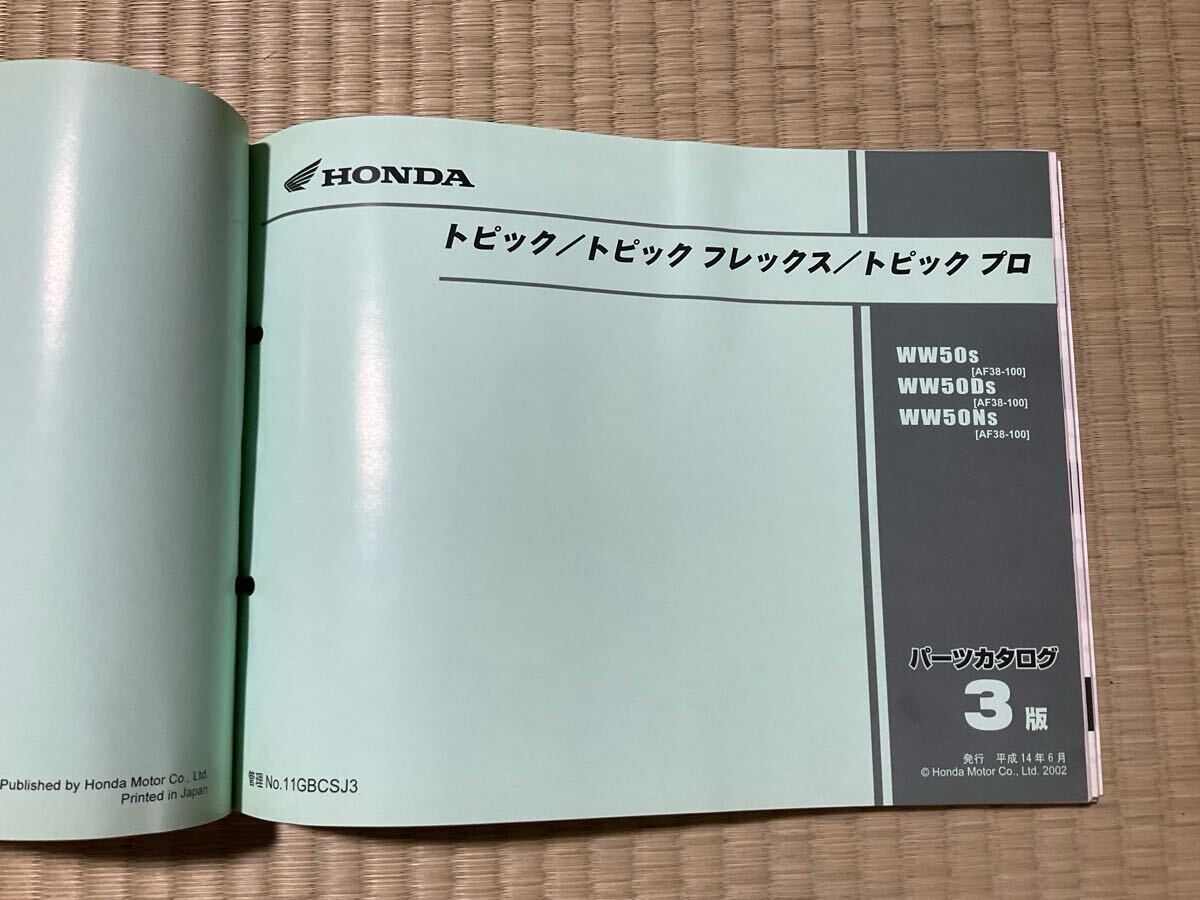 HONDA
トピック／トピック フレックス／トピック プロ
WW50S
[AF38-100]
WW50DS
[AF38-100]
WW50NS
[AF38-100]
パーツカタログ
3版
発行 平成14年6月
© Honda Motor Co., Ltd. 2002
管理 No.11GBCSJ3
Published by Honda Motor Co., Ltd.
Printed in Japan